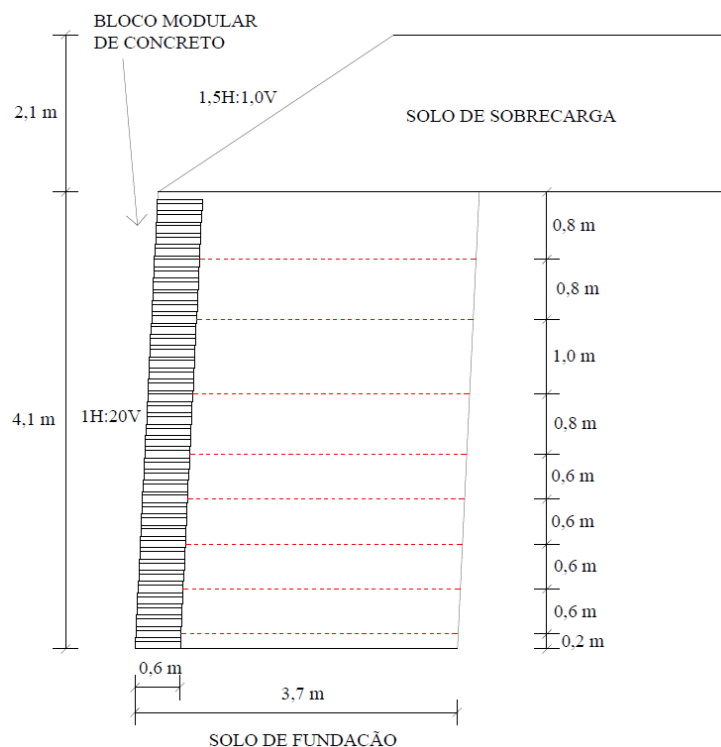 BLOCO MODULAR
DE CONCRETO
2,1 m
1,5H:1,0V
SOLO DE SOBRECARGA
0,8 m
0,8 m
1,0 m
4,1 m
1H:20V
0,8 m
0,6 m
0,6 m
0,6 m
0,6 m
0,2 m
0,6 m
3,7 m
SOLO DE FUNDAÇÃO